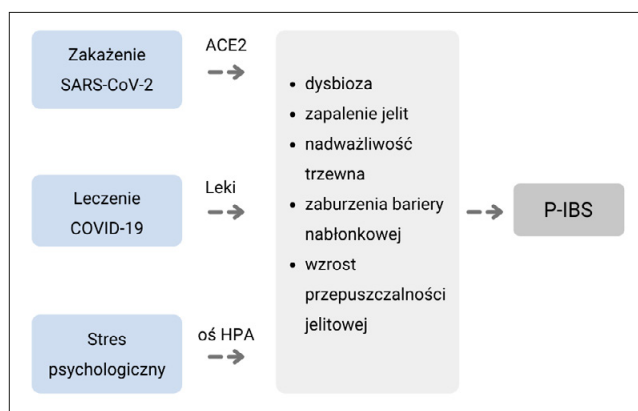 Zakażenie
SARS-CoV-2
ACE2
Leczenie
COVID-19
Leki
Stres
psychologiczny
oś HPA
• dysbioza
• zapalenie jelit
• nadważliwość
trzewna
• zaburzenia bariery
nabłonkowej
• wzrost
przepuszczalności
jelitowej
P-IBS